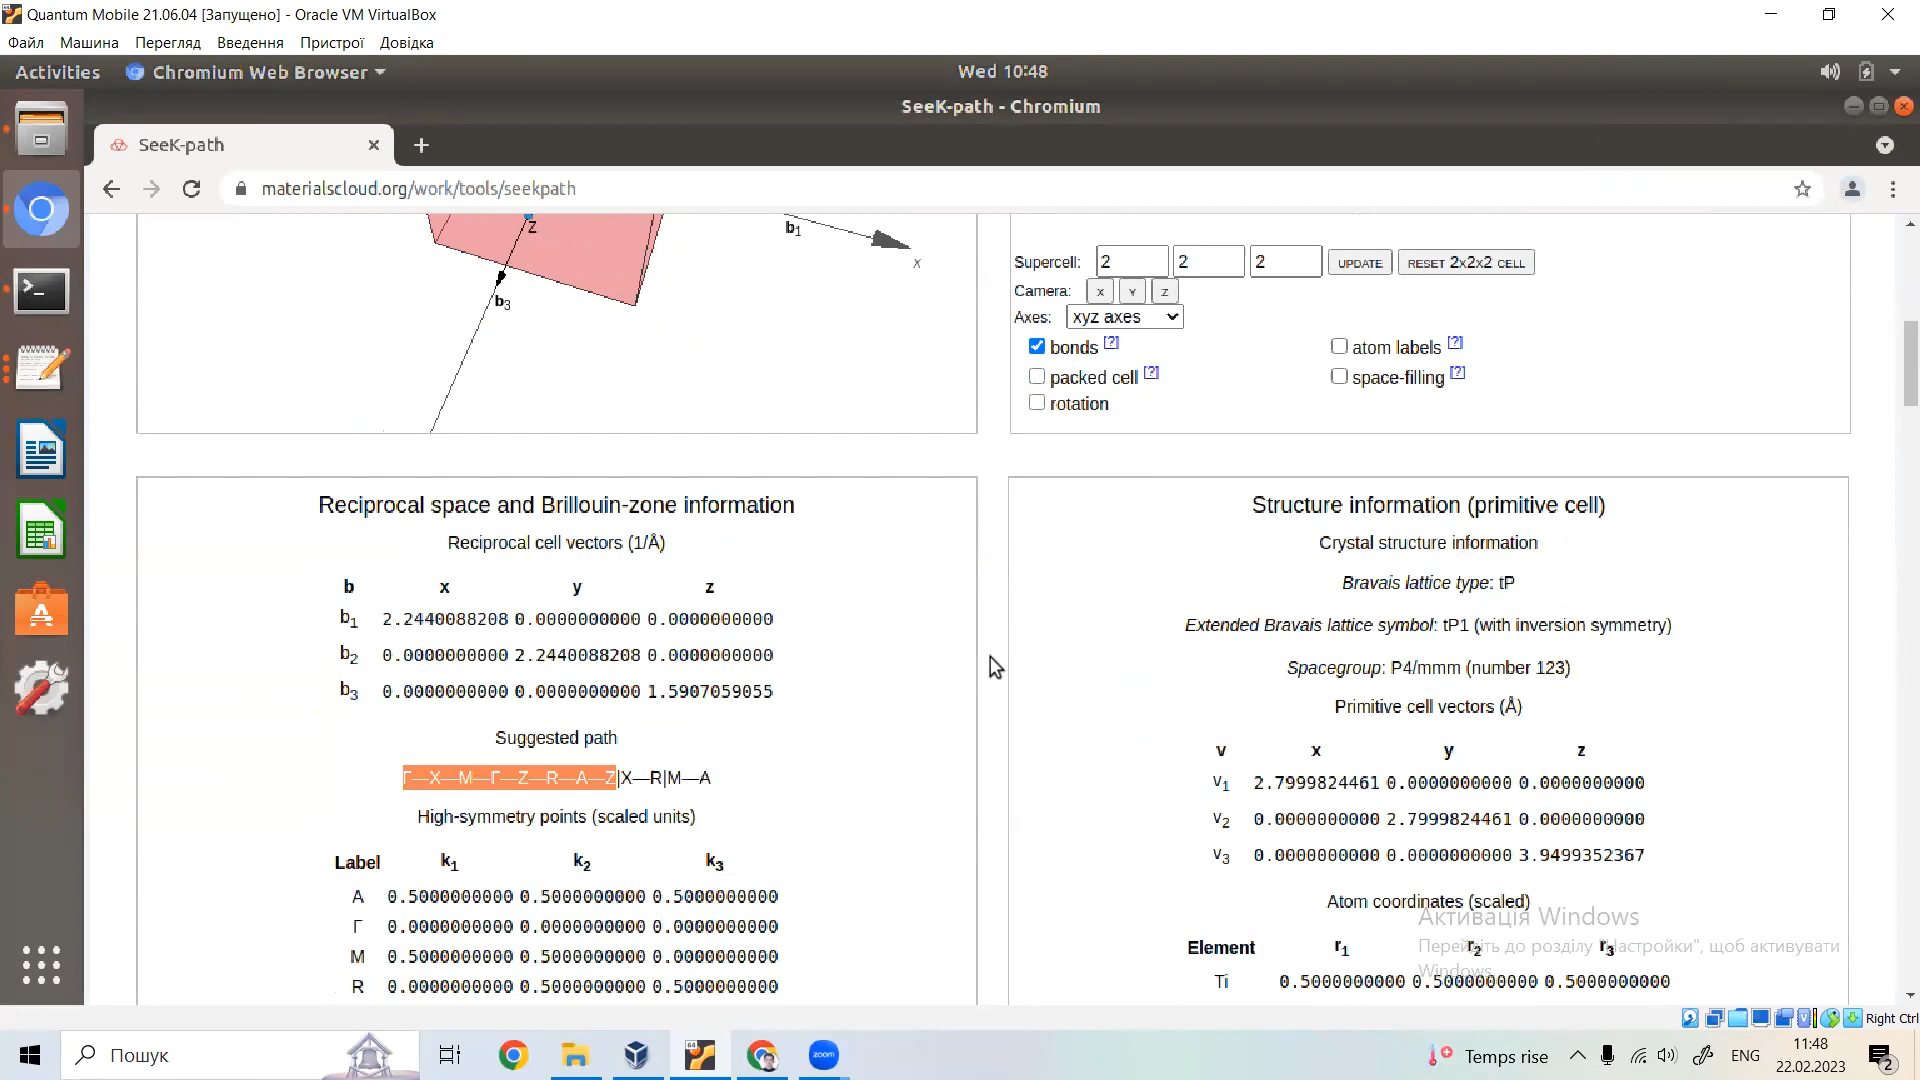 Quantum Mobile 21.06.04 [Запущено] - Oracle VM VirtualBox
Файл Машина Перегляд Введення Пристрої Довідка
Activities Chromium Web Browser Wed 10:48
SeeK-path - Chromium
SeeK-path
materialscloud.org/work/tools/seekpath
z
b1
x
b3
Supercell: 2 2 2 UPDATE RESET 2x2x2 CELL
Camera: X Y Z
Axes: xyz axes
bonds [?] atom labels [?]
packed cell [?] space-filling [?]
rotation
Reciprocal space and Brillouin-zone information
Reciprocal cell vectors (1/Å)
b x y z
b1 2.2440088208 0.0000000000 0.0000000000
b2 0.0000000000 2.2440088208 0.0000000000
b3 0.0000000000 0.0000000000 1.5907059055
Suggested path
Γ—X—M—Γ—Z—R—A—Z|X—R|M—A
High-symmetry points (scaled units)
Label k1 k2 k3
A 0.5000000000 0.5000000000 0.5000000000
Γ 0.0000000000 0.0000000000 0.0000000000
M 0.5000000000 0.5000000000 0.0000000000
R 0.0000000000 0.5000000000 0.5000000000
Structure information (primitive cell)
Crystal structure information
Bravais lattice type: tP
Extended Bravais lattice symbol: tP1 (with inversion symmetry)
Spacegroup: P4/mmm (number 123)
Primitive cell vectors (Å)
v x y z
v1 2.7999824461 0.0000000000 0.0000000000
v2 0.0000000000 2.7999824461 0.0000000000
v3 0.0000000000 0.0000000000 3.9499352367
Atom coordinates (scaled)
Element r1 r2 r3
Ti 0.5000000000 0.5000000000 0.5000000000
Активація Windows
Перейдіть до розділу "Настройки", щоб активувати
Windows.
Right Ctrl
Пошук
64
zoom
Temps rise
ENG
11:48
22.02.2023
2